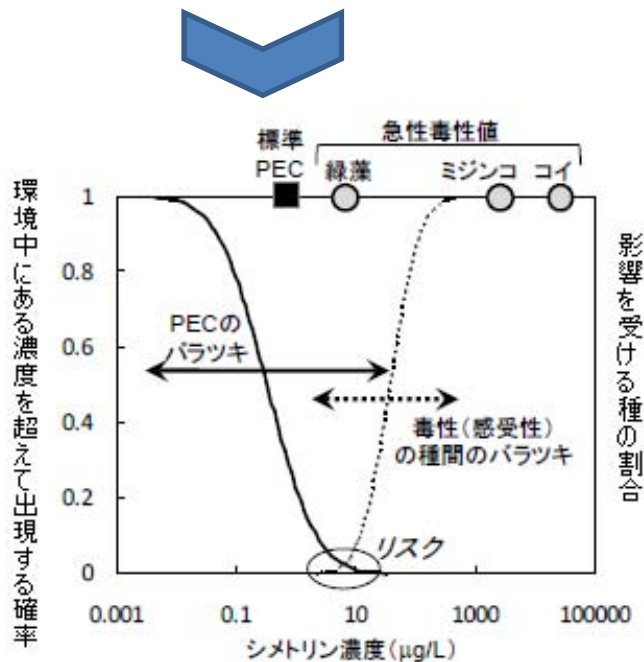 標準
PEC
急性毒性値
緑藻
ミジンコ
コイ
環境中にある濃度を超えて出現する確率
1
0.8
0.6
0.4
0.2
0
PECの
バラツキ
毒性(感受性)
の種間のバラツキ
リスク
影響を受ける種の割合
0.001
0.1
10
1000
100000
シメトリン濃度(μg/L)